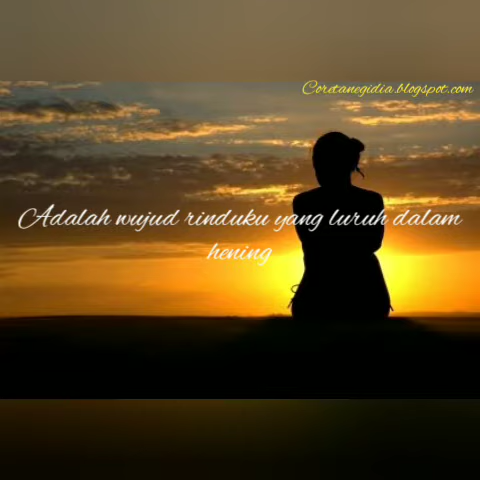 Coretanegidia.blogspot.com
Adalah wujud rinduku yang luruh dalam
hening